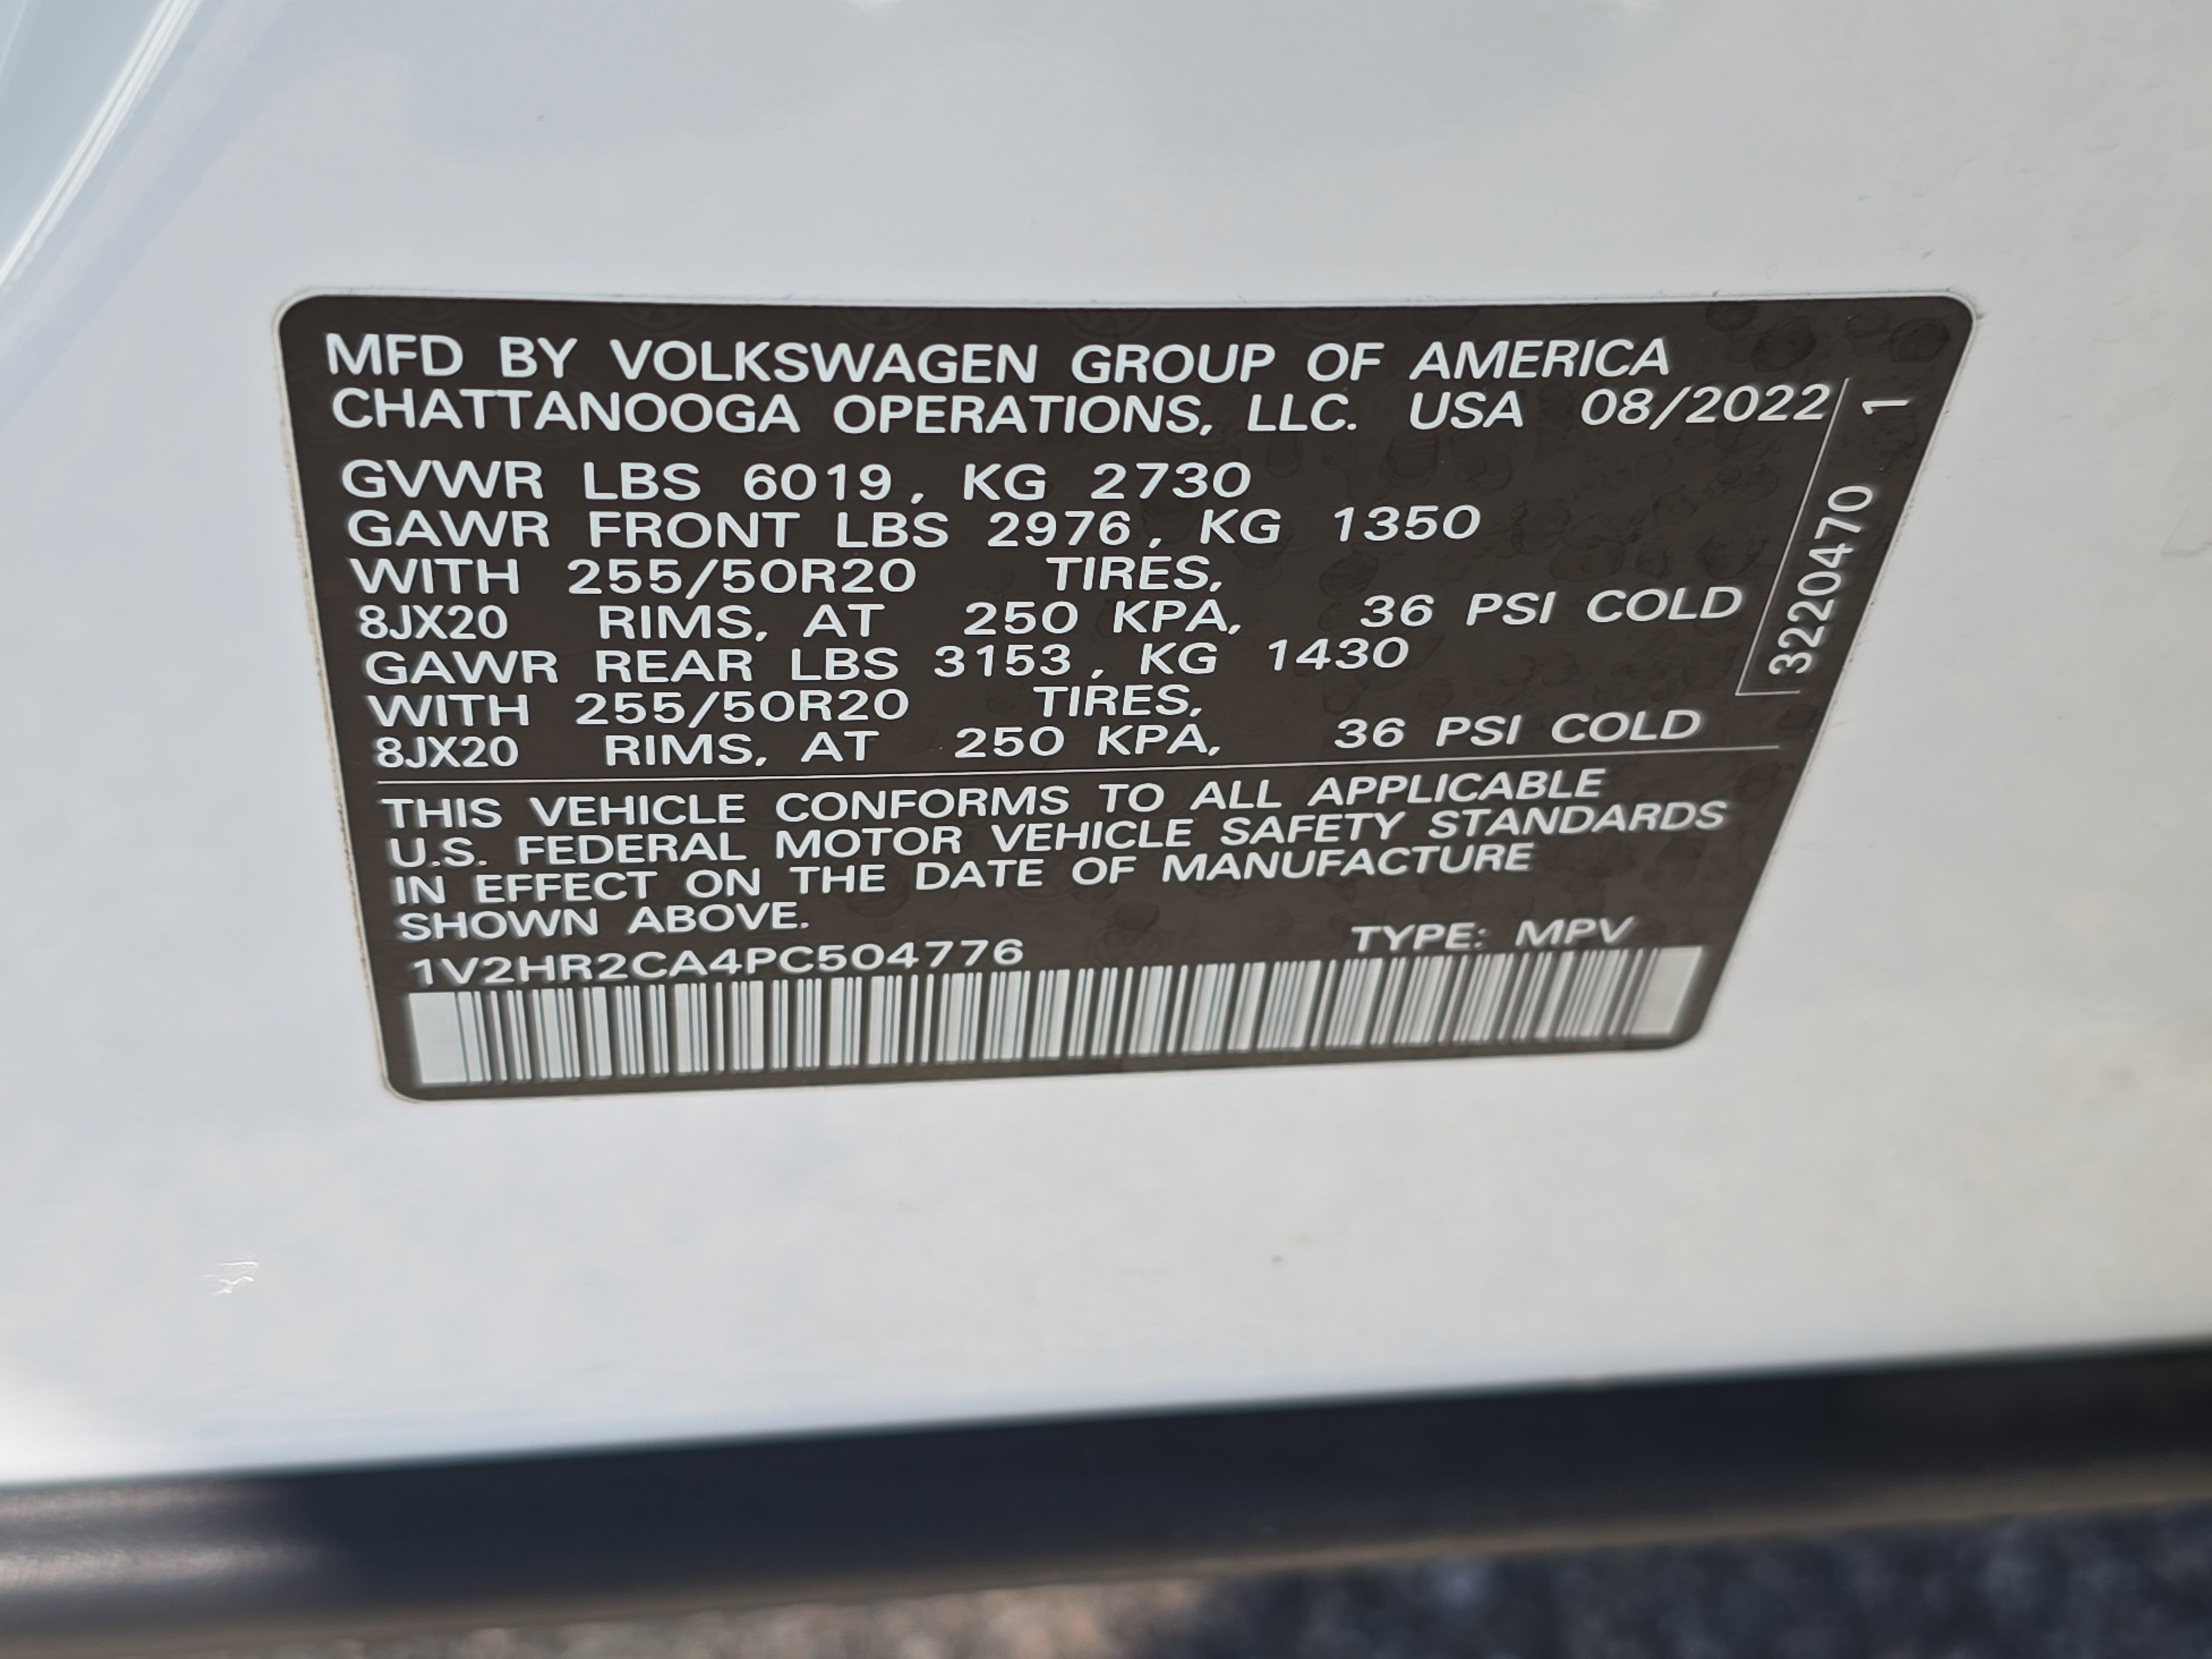 MFD BY VOLKSWAGEN GROUP OF AMERICA
CHATTANOOGA OPERATIONS, LLC. USA 08/2022
GVWR LBS 6019, KG 2730
GAWR FRONT LBS 2976, KG 1350
WITH 255/50R20 TIRES,
8JX20 RIMS, AT 250 KPA, 36 PSI COLD
GAWR REAR LBS 3153, KG 1430
WITH 255/50R20 TIRES,
8JX20 RIMS, AT 250 KPA, 36 PSI COLD
3220470 1
THIS VEHICLE CONFORMS TO ALL APPLICABLE
U.S. FEDERAL MOTOR VEHICLE SAFETY STANDARDS
IN EFFECT ON THE DATE OF MANUFACTURE
SHOWN ABOVE.
1V2HR2CA4PC504776 TYPE: MPV